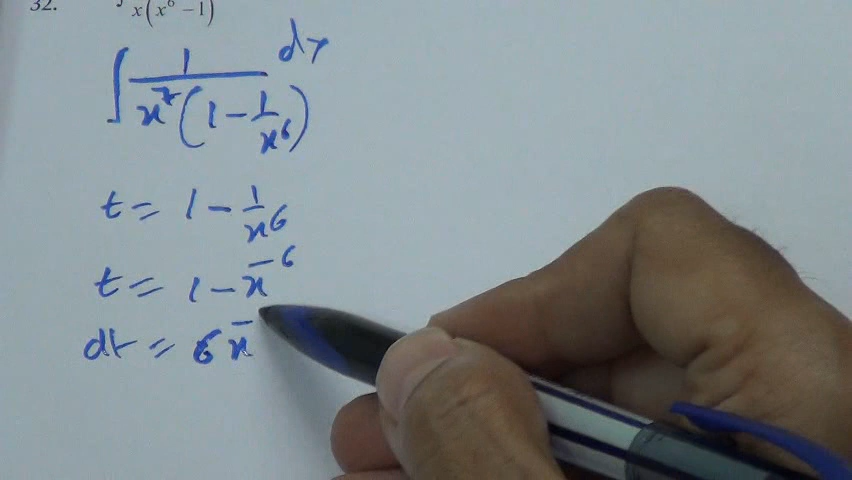 32. ∫ x(x⁶ − 1)
∫ 1 / x⁷(1 − 1/x⁶) dx
t = 1 − 1/x⁶
t = 1 − x⁻⁶
dt = 6x⁻